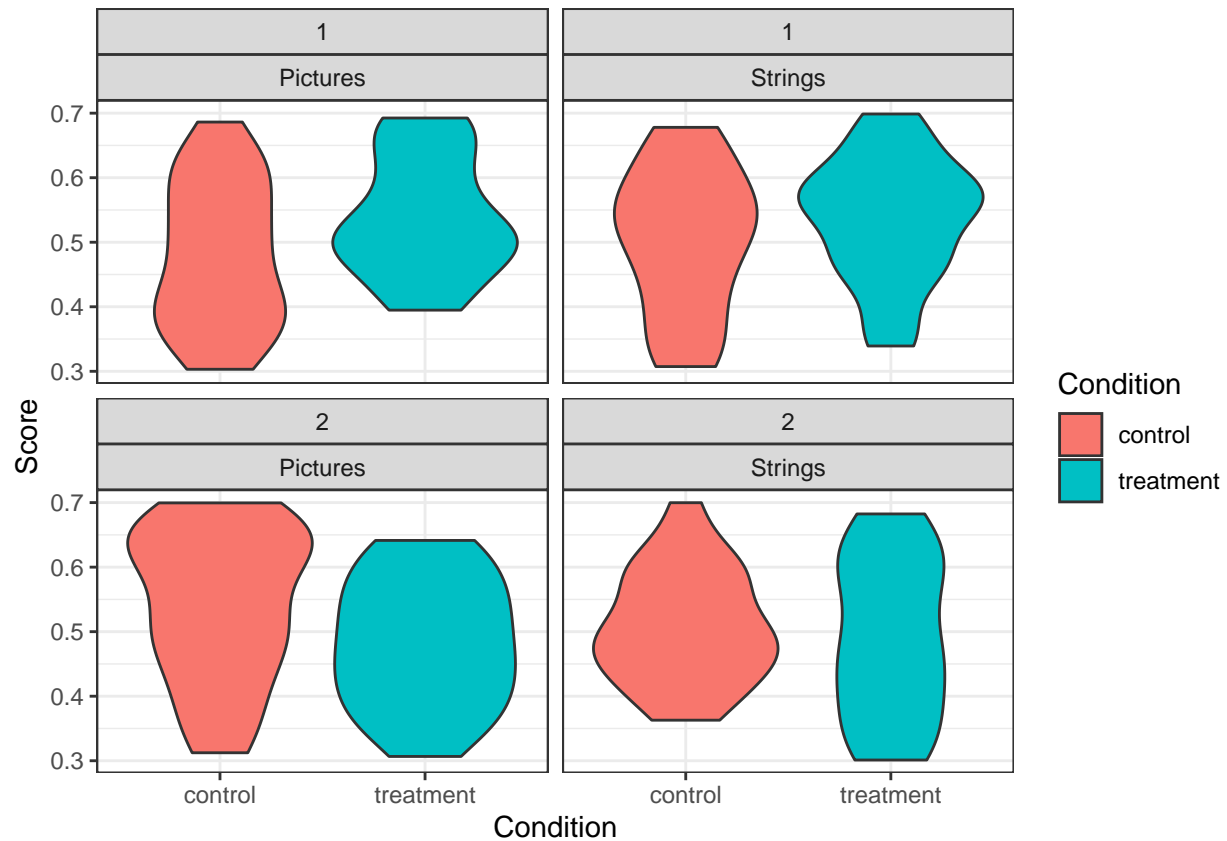 1
1
Pictures
Strings
0.7
0.6
0.5
0.4
0.3
2
2
Pictures
Strings
0.7
0.6
0.5
0.4
0.3
control
treatment
control
treatment
Condition
Score
Condition
control
treatment